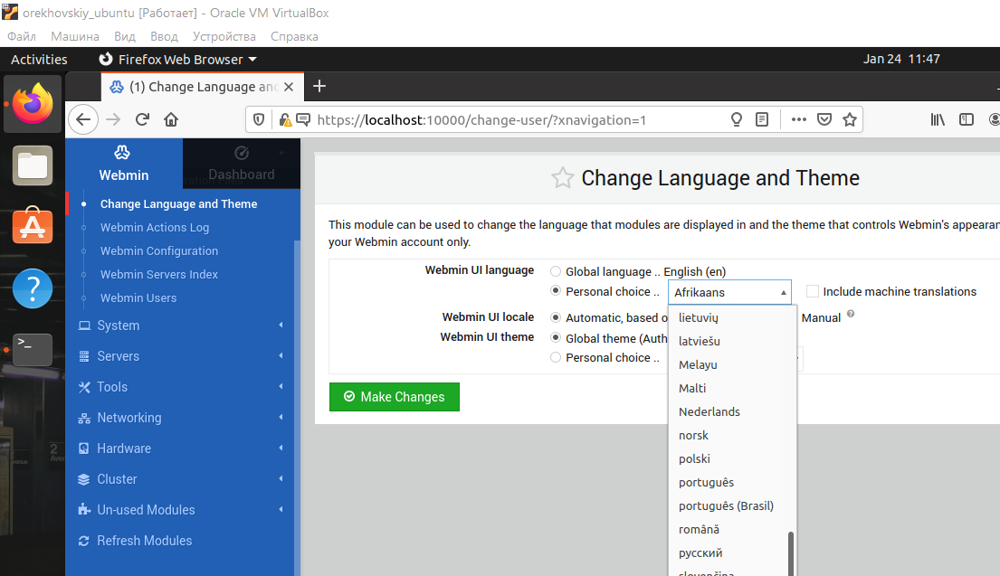 orekhovskiy_ubuntu [Работает] - Oracle VM VirtualBox
Файл Машина Вид Ввод Устройства Справка
Activities Firefox Web Browser Jan 24 11:47
(1) Change Language and
https://localhost:10000/change-user/?xnavigation=1
Webmin Dashboard
Change Language and Theme
Webmin Actions Log
Webmin Configuration
Webmin Servers Index
Webmin Users
System
Servers
Tools
Networking
Hardware
Cluster
Un-used Modules
Refresh Modules
Change Language and Theme
This module can be used to change the language that modules are displayed in and the theme that controls Webmin's appearan
your Webmin account only.
Webmin UI language Global language .. English (en)
Personal choice .. Afrikaans Include machine translations
Webmin UI locale Automatic, based o Manual
Webmin UI theme Global theme (Auth
Personal choice ..
Make Changes
lietuvių
latviešu
Melayu
Malti
Nederlands
norsk
polski
português
português (Brasil)
română
русский
slovenčina